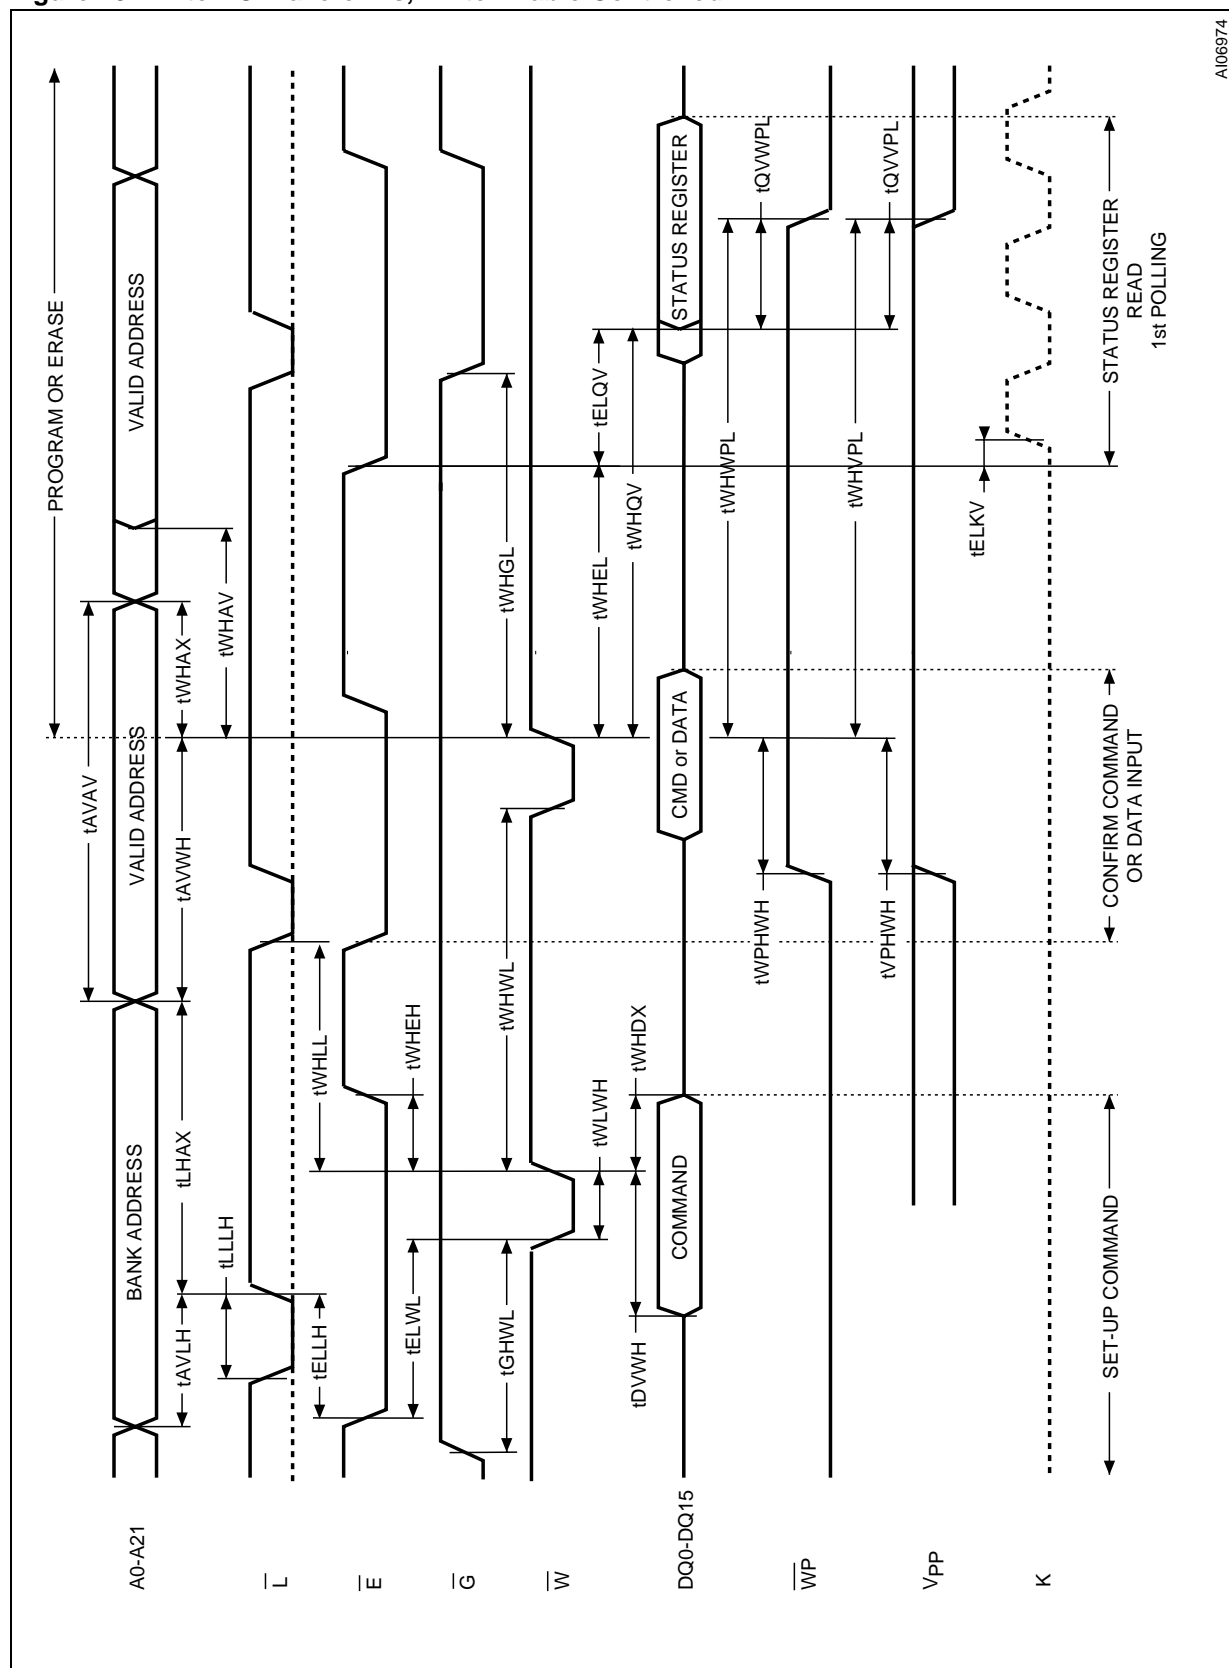 PROGRAM OR ERASE
tAVAV
A0-A21
BANK ADDRESS
VALID ADDRESS
VALID ADDRESS
tAVLH
tLHAX
tAVWH
tWHAX
tLLLH
tWHAV
L
tELLH
tWHLL
E
tELWL
tWHEH
G
tGHWL
tWHWL
tWHGL
W
tWLWH
tWHEL
tELQV
tDVWH
tWHDX
tWHQV
DQ0-DQ15
COMMAND
CMD or DATA
STATUS REGISTER
tWHWPL
tWPHWH
tQVWPL
WP
tWHVPL
tVPHWH
tQVVPL
VPP
tELKV
K
SET-UP COMMAND
CONFIRM COMMAND
OR DATA INPUT
STATUS REGISTER
READ
1st POLLING
AI06974